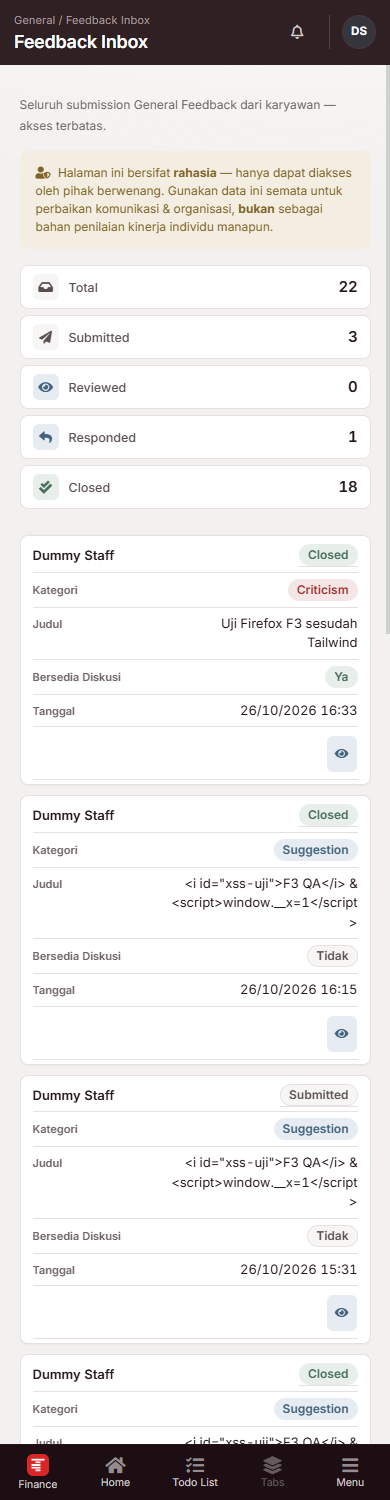 General / Feedback Inbox
Feedback Inbox
DS
Seluruh submission General Feedback dari karyawan —
akses terbatas.
Halaman ini bersifat rahasia — hanya dapat diakses
oleh pihak berwenang. Gunakan data ini semata untuk
perbaikan komunikasi & organisasi, bukan sebagai
bahan penilaian kinerja individu manapun.
Total 22
Submitted 3
Reviewed 0
Responded 1
Closed 18
Dummy Staff Closed
Kategori Criticism
Judul Uji Firefox F3 sesudah
Tailwind
Bersedia Diskusi Ya
Tanggal 26/10/2026 16:33
Dummy Staff Closed
Kategori Suggestion
Judul <i id="xss-uji">F3 QA</i> &
<script>window.__x=1</script
>
Bersedia Diskusi Tidak
Tanggal 26/10/2026 16:15
Dummy Staff Submitted
Kategori Suggestion
Judul <i id="xss-uji">F3 QA</i> &
<script>window.__x=1</script
>
Bersedia Diskusi Tidak
Tanggal 26/10/2026 15:31
Dummy Staff Closed
Kategori Suggestion
Judul <i id="xss-uji">F3 QA</i> &
Finance Home Todo List Tabs Menu